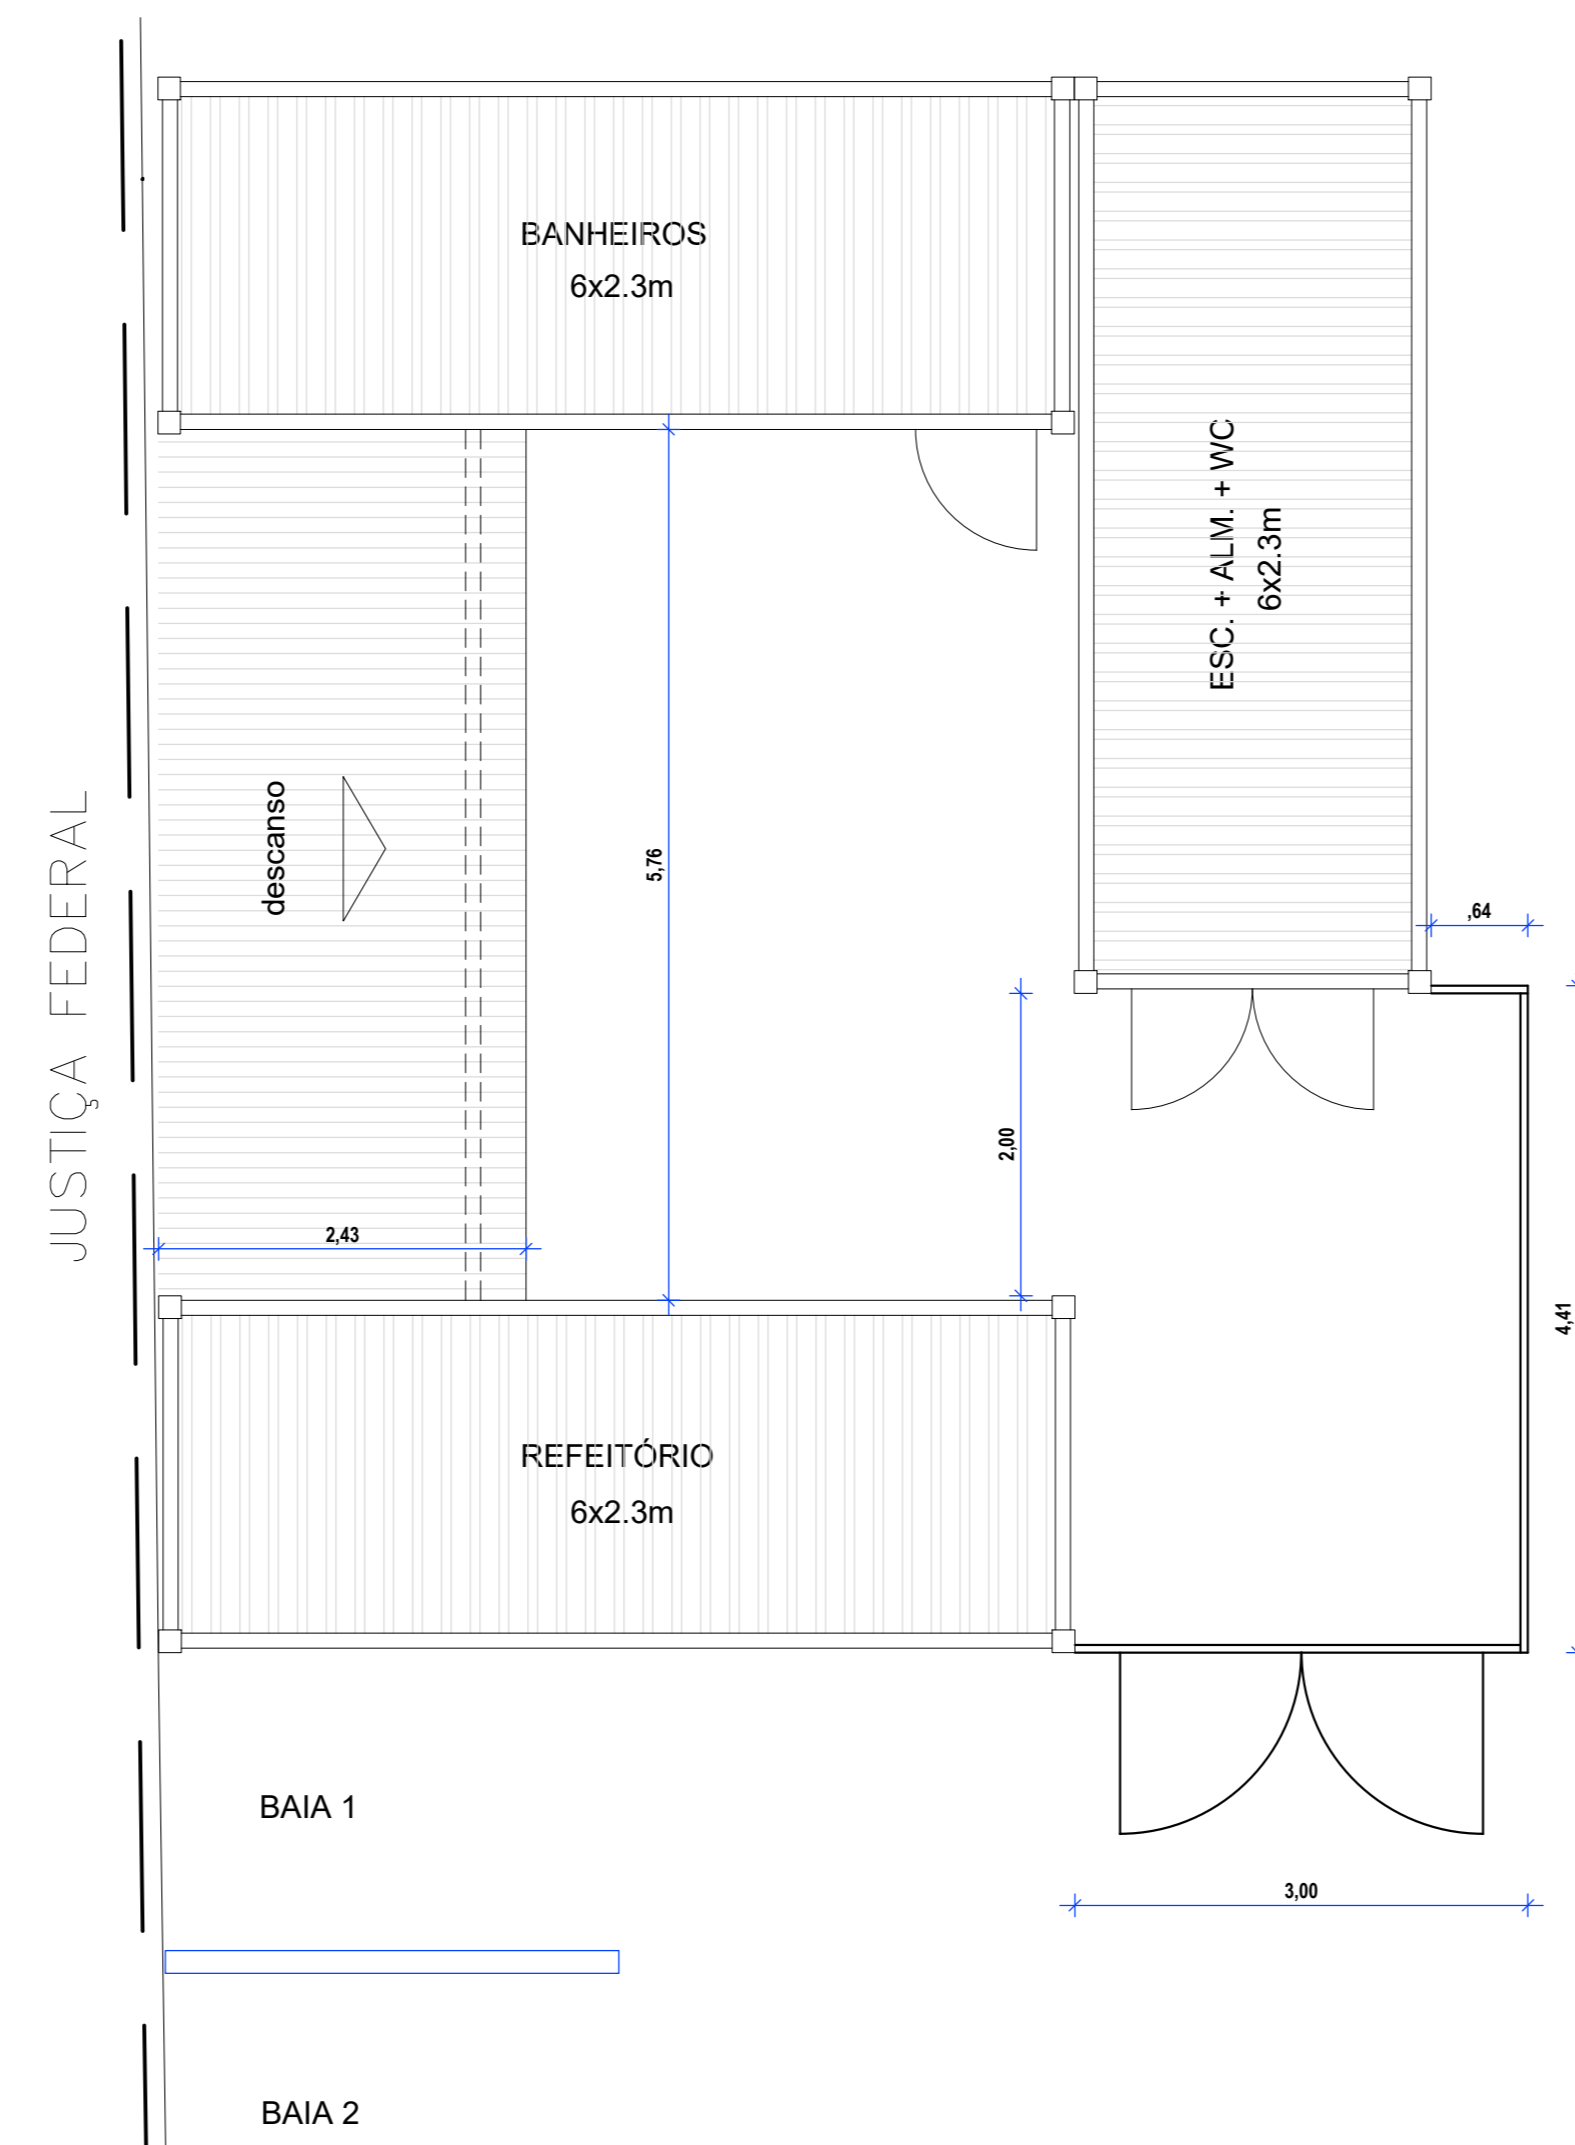 BANHEIROS
6x2.3m
ESC. + ALM. + WC
6x2.3m
descanso
5,76
,64
JUSTIÇA FEDERAL
2,00
2,43
4,41
REFEITÓRIO
6x2.3m
BAIA 1
3,00
BAIA 2